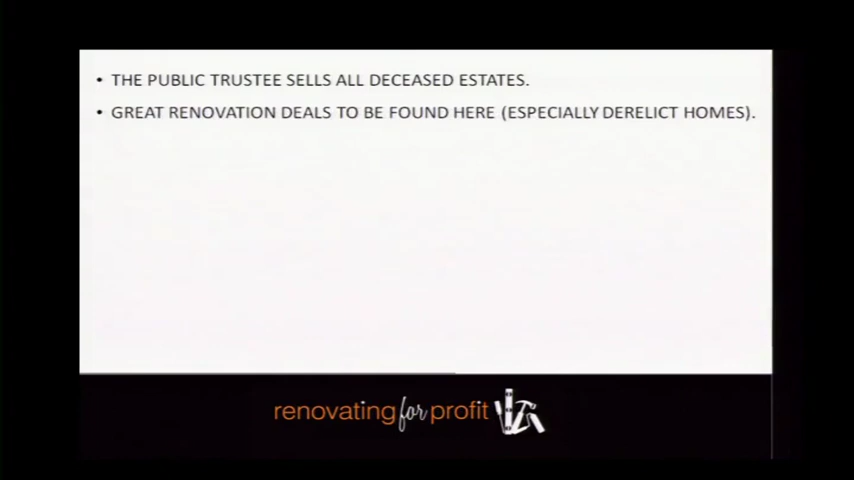 • THE PUBLIC TRUSTEE SELLS ALL DECEASED ESTATES.
• GREAT RENOVATION DEALS TO BE FOUND HERE (ESPECIALLY DERELICT HOMES).
renovating for profit